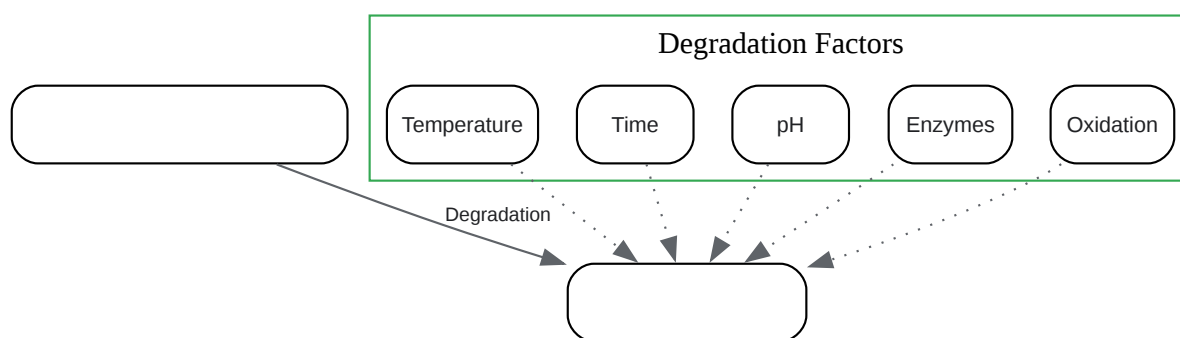 Degradation Factors
Temperature
Time
pH
Enzymes
Oxidation
Degradation